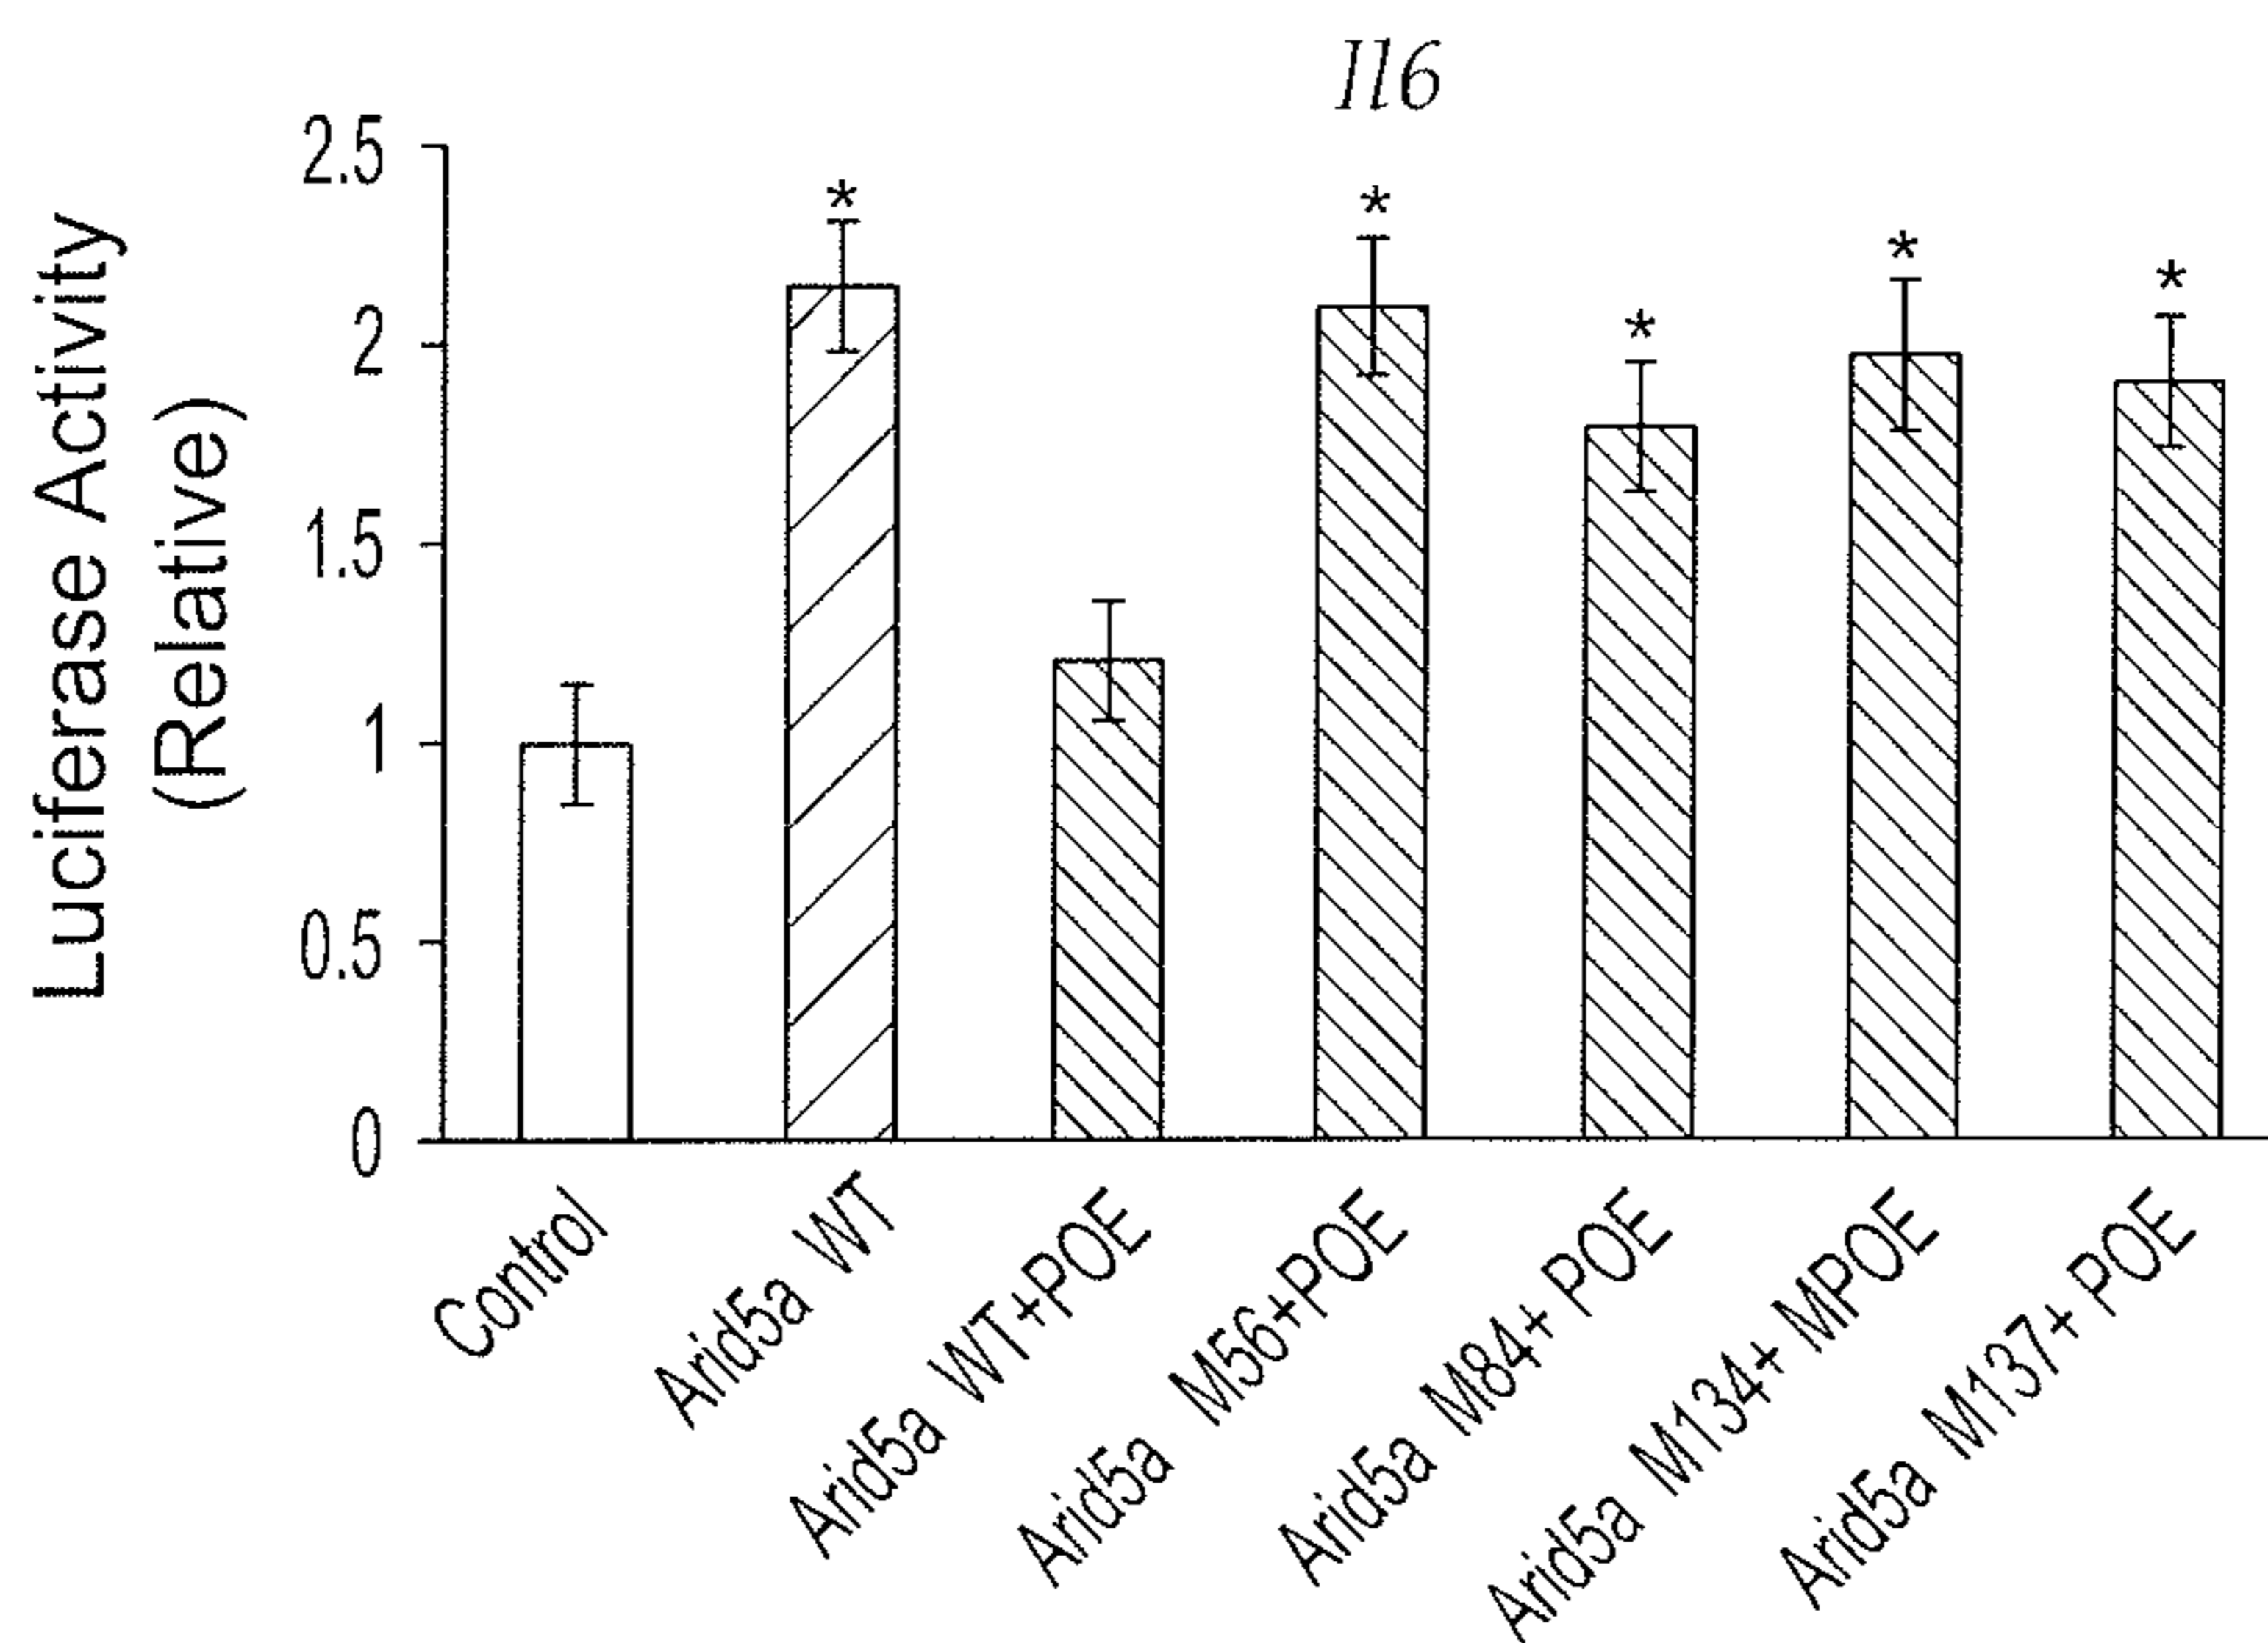 Il6
Luciferase Activity
(Relative)
2.5
2
1.5
1
0.5
0
*
*
*
*
*
Control
Arid5a WT
Arid5a WT+POE
Arid5a M56+POE
Arid5a M84+ POE
Arid5a M134+ MPOE
Arid5a M137+ POE